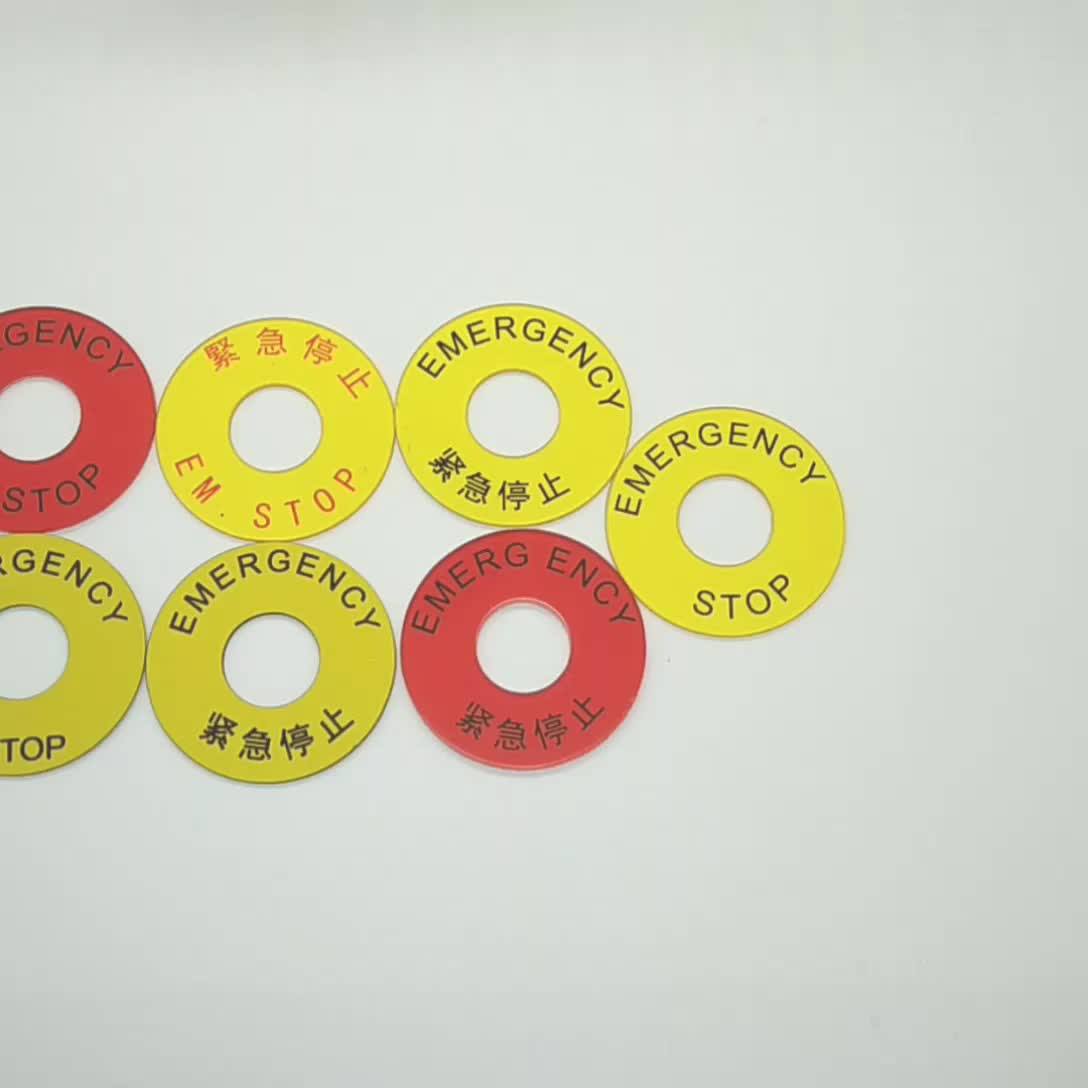 RGENCY
STOP
緊急停止
EM. STOP
EMERGENCY
紧急停止
EMERGENCY
STOP
RGENCY
TOP
EMERGENCY
紧急停止
EMERG ENCY
紧急停止